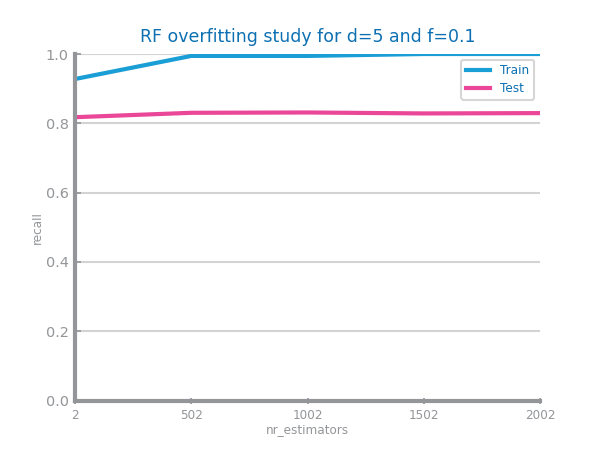 RF overfitting study for d=5 and f=0.1
1.0
Train
Test
0.8
0.6
recall
0.4
0.2
0.0
2 502 1002 1502 2002
nr_estimators